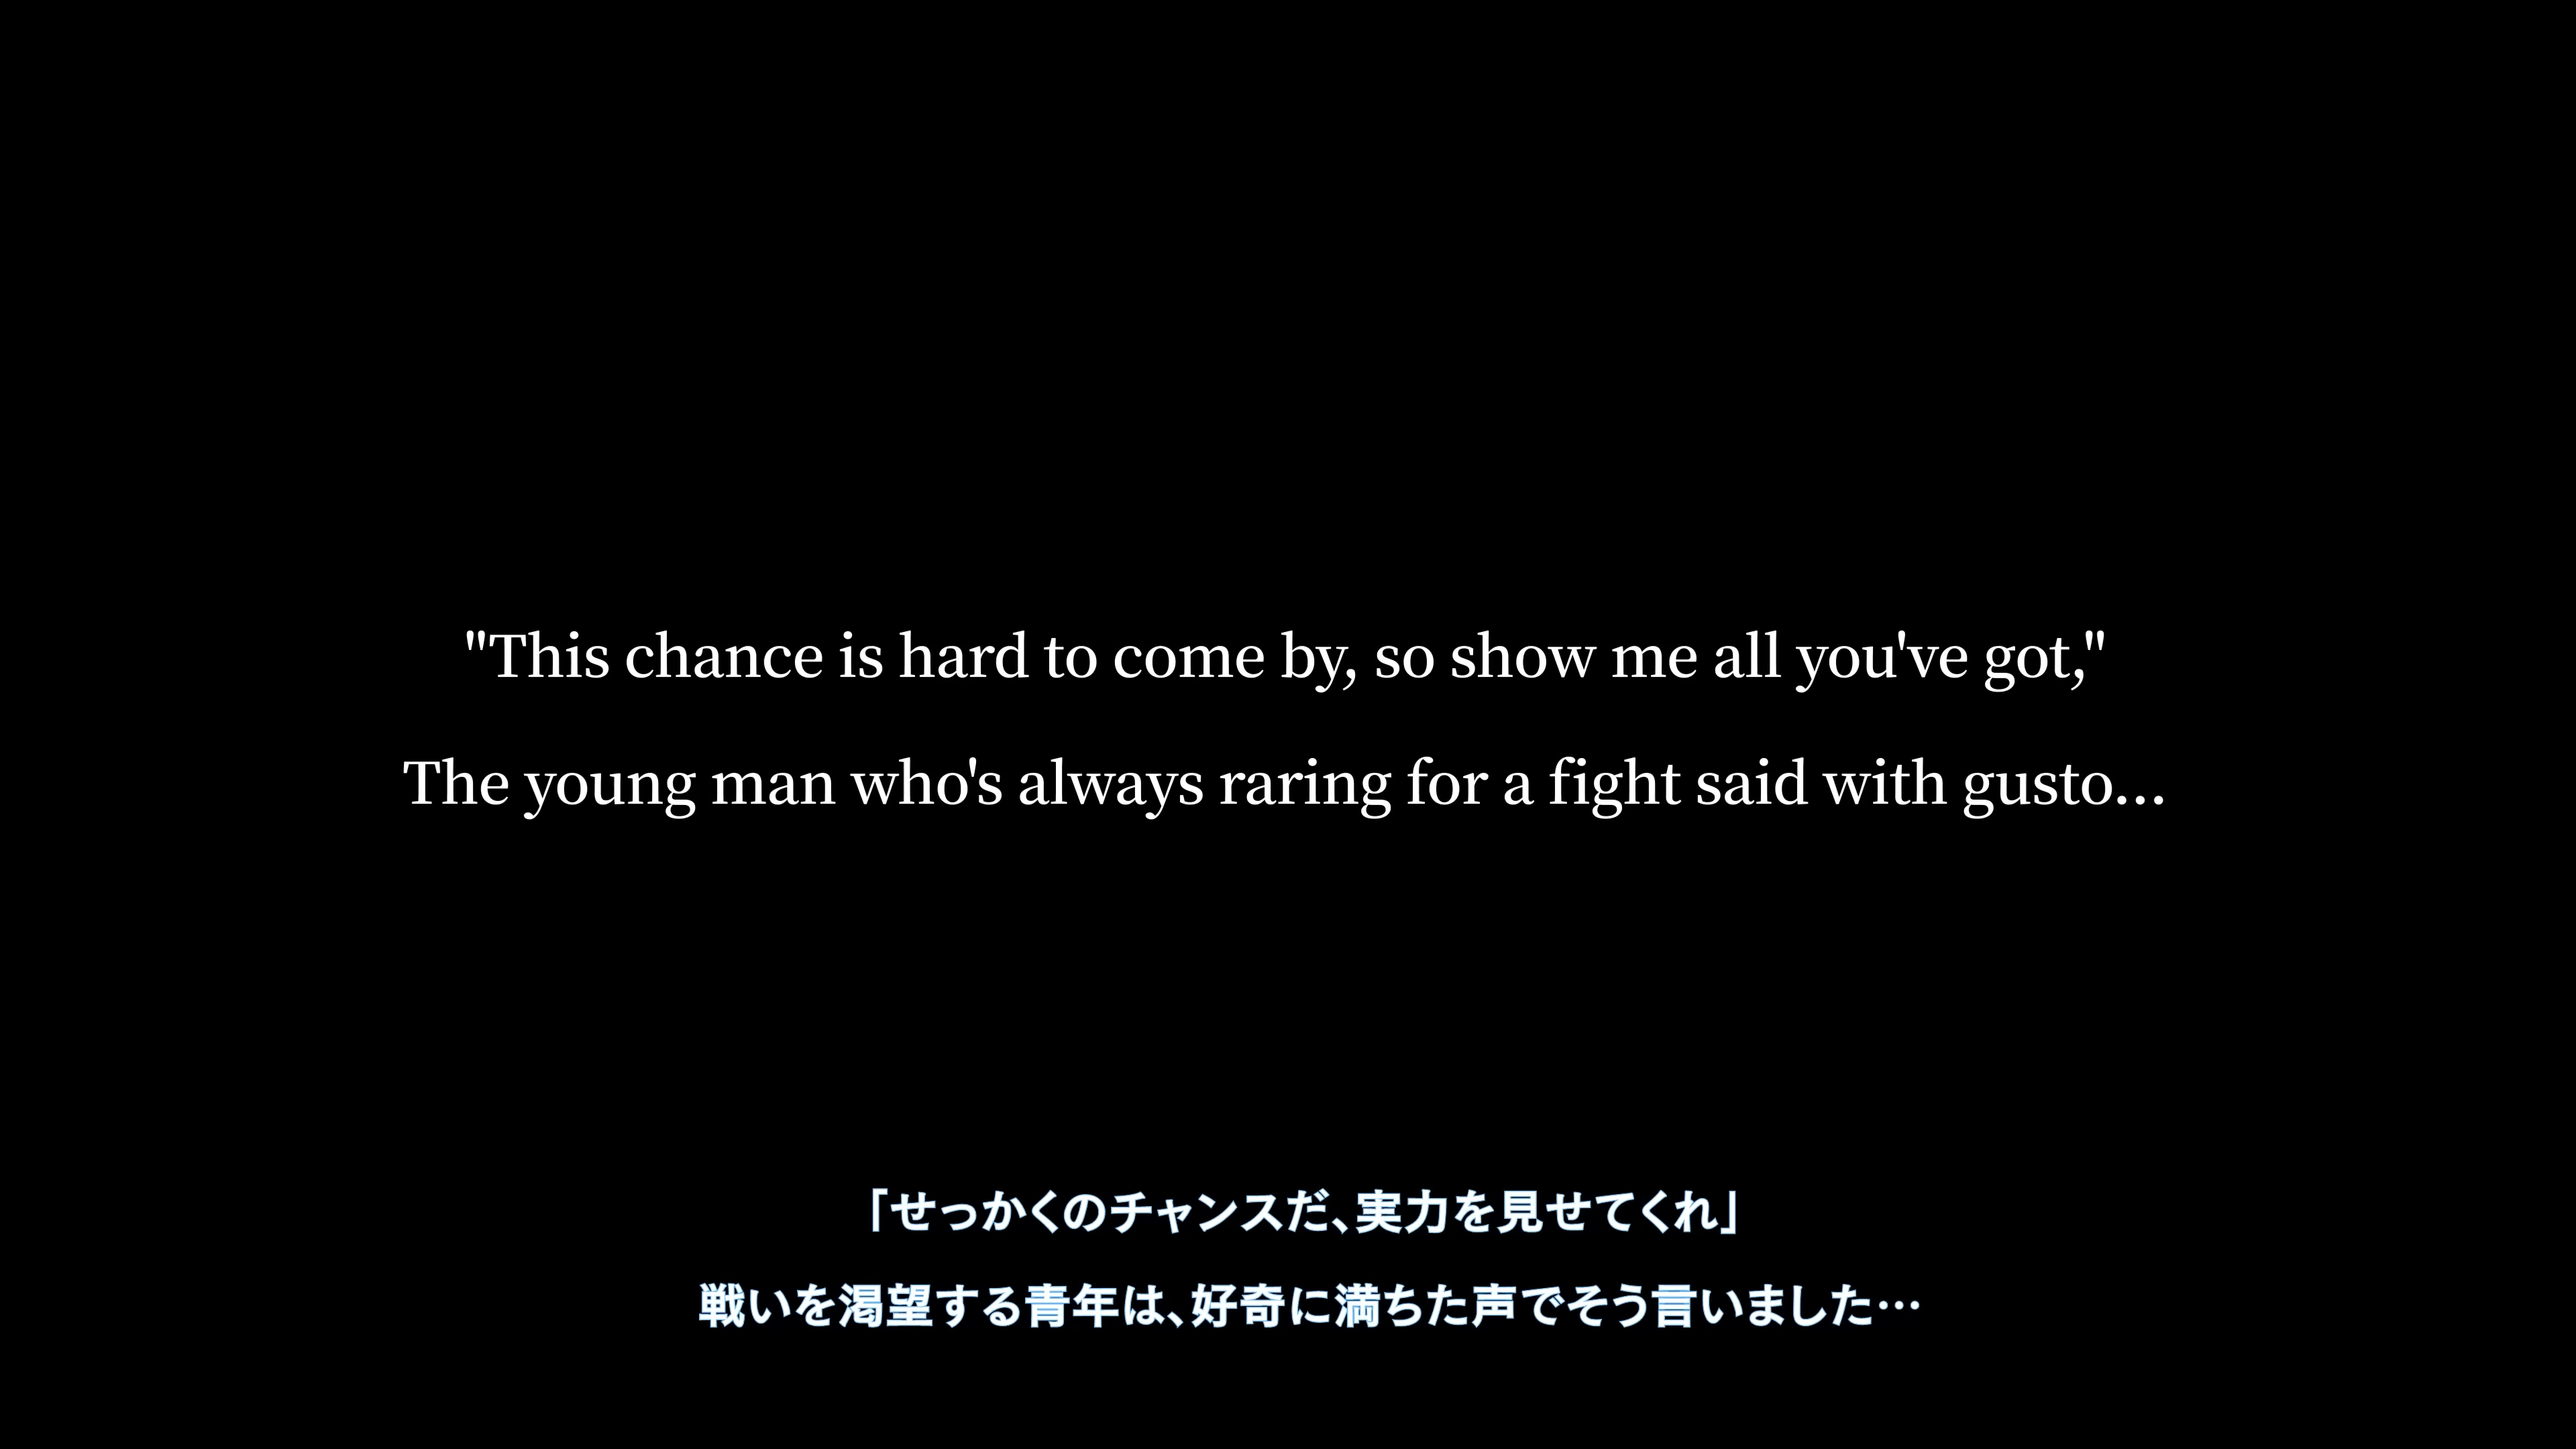 "This chance is hard to come by, so show me all you've got,"
The young man who's always raring for a fight said with gusto...
「せっかくのチャンスだ、実力を見せてくれ」
戦いを渇望する青年は、好奇に満ちた声でそう言いました…